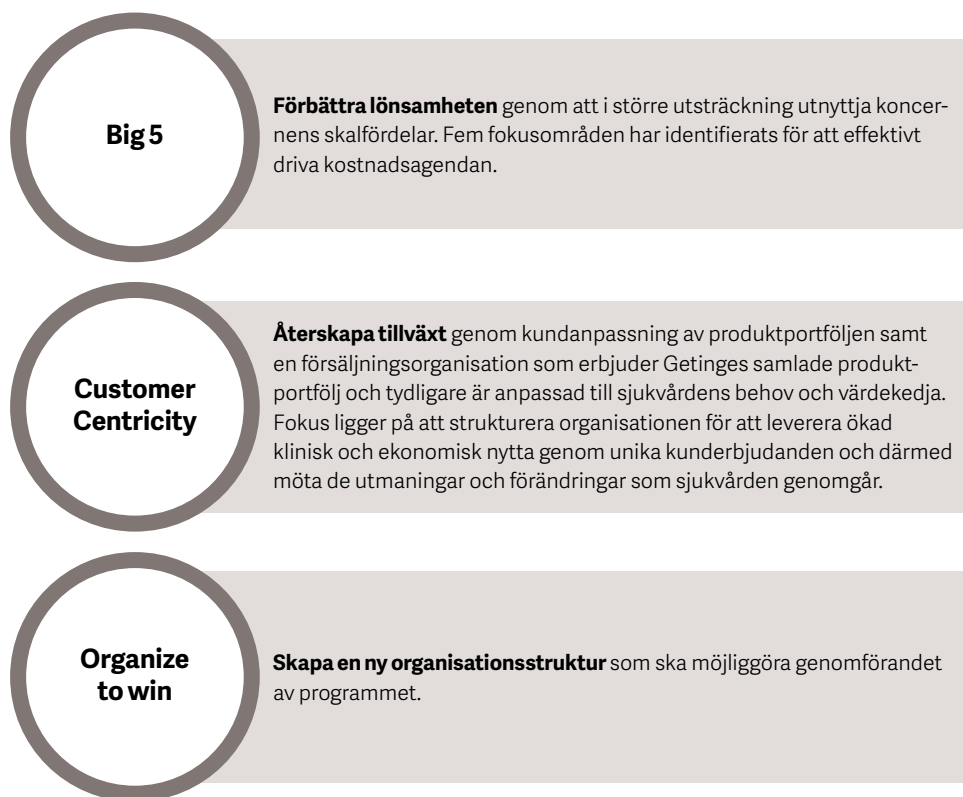 Big 5
Förbättra lönsamheten genom att i större utsträckning utnyttja koncer-
nens skalfördelar. Fem fokusområden har identifierats för att effektivt
driva kostnadsagendan.
Customer
Centricity
Återskapa tillväxt genom kundanpassning av produktportföljen samt
en försäljningsorganisation som erbjuder Getinges samlade produkt-
portfölj och tydligare är anpassad till sjukvårdens behov och värdekedja.
Fokus ligger på att strukturera organisationen för att leverera ökad
klinisk och ekonomisk nytta genom unika kunderbjudanden och därmed
möta de utmaningar och förändringar som sjukvården genomgår.
Organize
to win
Skapa en ny organisationsstruktur som ska möjliggöra genomförandet
av programmet.